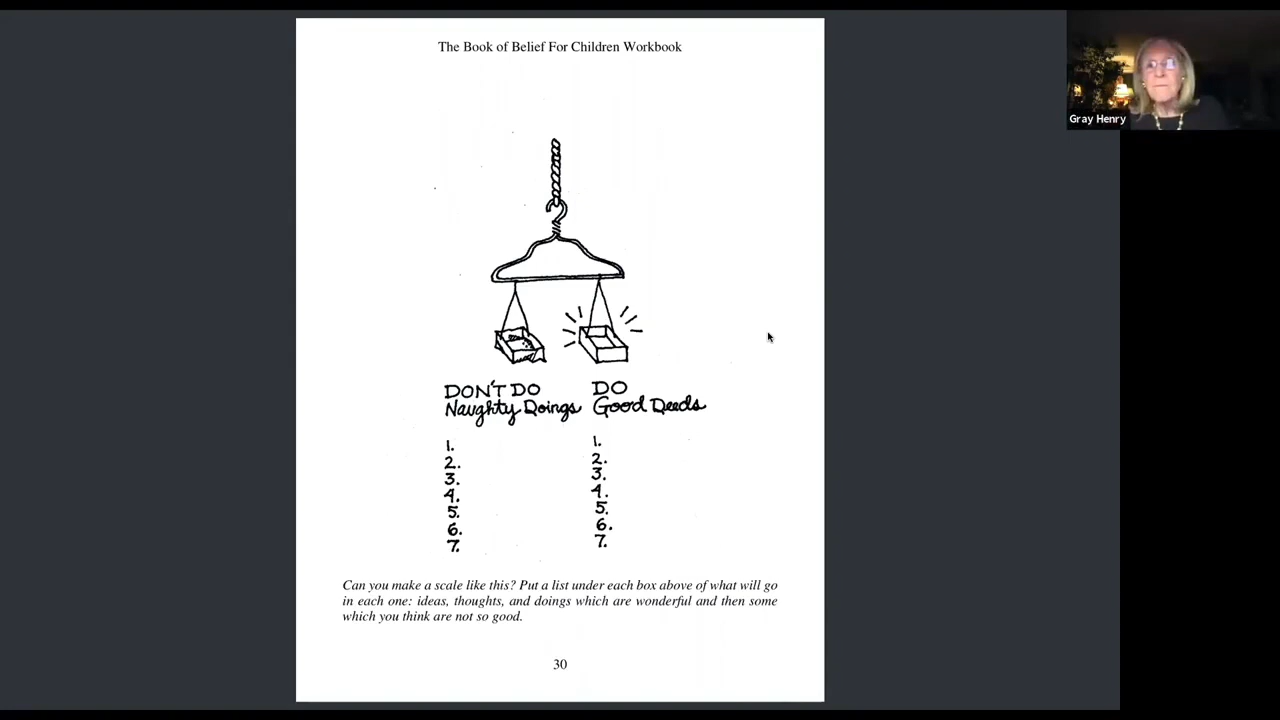 The Book of Belief For Children Workbook
Gray Henry
DON'T DO
Naughty Doings
DO
Good Deeds
1.
2.
3.
4.
5.
6.
7.
1.
2.
3.
4.
5.
6.
7.
Can you make a scale like this? Put a list under each box above of what will go
in each one: ideas, thoughts, and doings which are wonderful and then some
which you think are not so good.
30